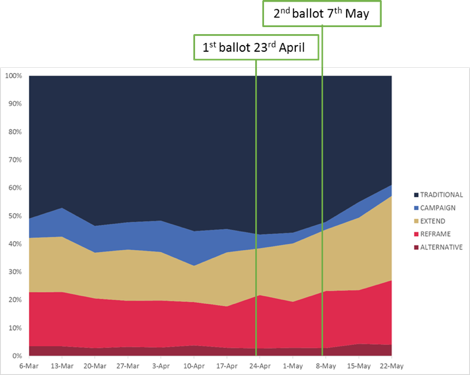 2nd ballot 7th May
1st ballot 23rd April
100%
90%
80%
70%
60%
50%
40%
30%
20%
10%
0%
6-Mar 13-Mar 20-Mar 27-Mar 3-Apr 10-Apr 17-Apr 24-Apr 1-May 8-May 15-May 22-May
TRADITIONAL
CAMPAIGN
EXTEND
REFRAME
ALTERNATIVE